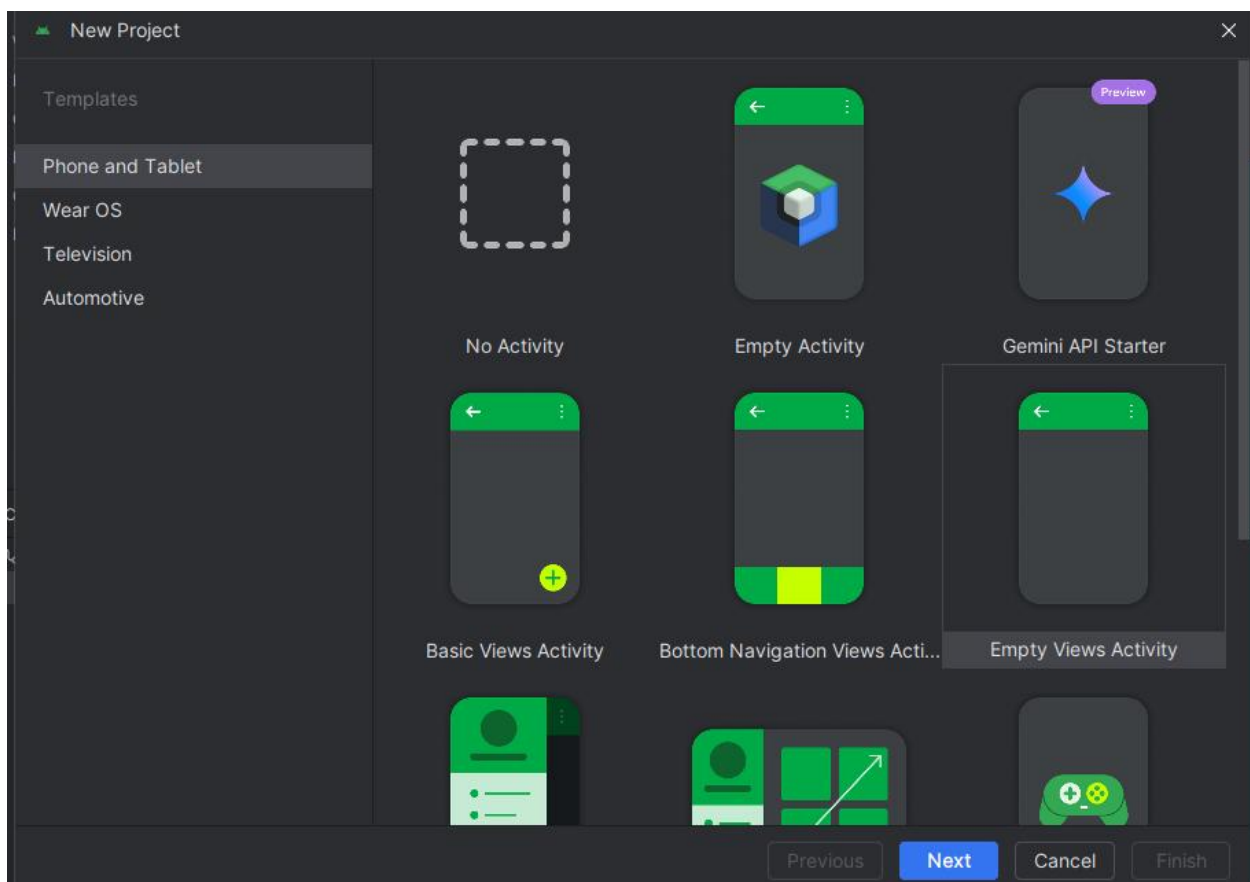 New Project
Templates
Phone and Tablet
Wear OS
Television
Automotive
Preview
No Activity
Empty Activity
Gemini API Starter
Basic Views Activity
Bottom Navigation Views Acti...
Empty Views Activity
Previous
Next
Cancel
Finish